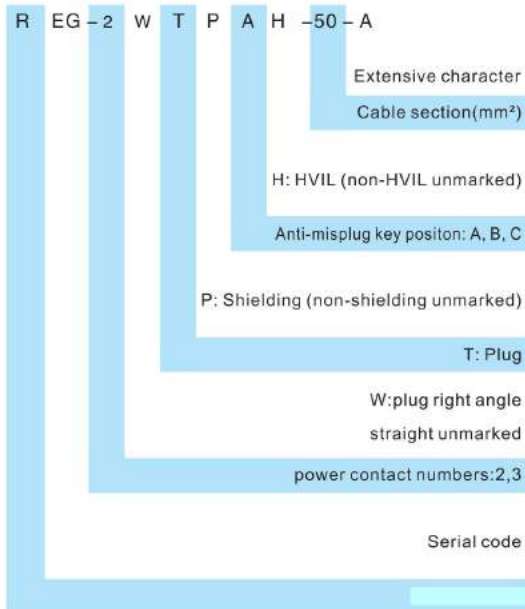 R EG-2 W T P A H -50-A
Extensive character
Cable section(mm²)
H: HVIL (non-HVIL unmarked)
Anti-misplug key positon: A, B, C
P: Shielding (non-shielding unmarked)
T: Plug
W:plug right angle
straight unmarked
power contact numbers:2,3
Serial code